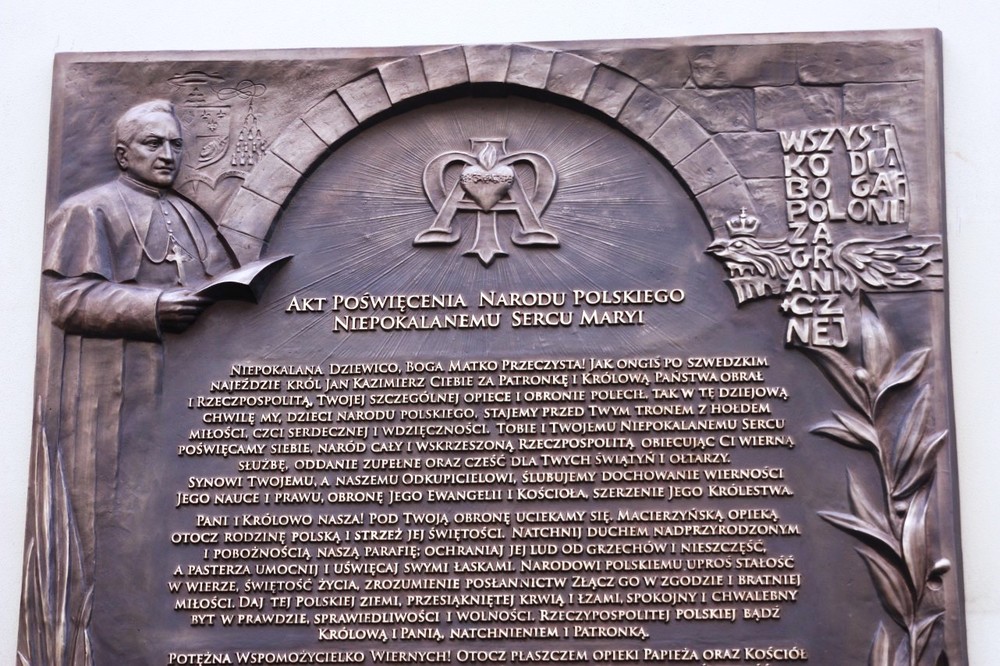 WSZYST
KO DLA
BO GA
POLONII
ZAGRANI
CZ
NEJ
AKT POŚWIĘCENIA NARODU POLSKIEGO
NIEPOKALANEMU SERCU MARYI
NIEPOKALANA DZIEWICO, BOGA MATKO PRZECZYSTA! JAK ONGIŚ PO SZWEDZKIM
NAJEŹDZIE KRÓL JAN KAZIMIERZ CIEBIE ZA PATRONKĘ I KRÓLOWĄ PAŃSTWA OBRAŁ
I RZECZPOSPOLITĄ, TWOJEJ SZCZEGÓLNEJ OPIECE I OBRONIE POLECIŁ, TAK W TĘ DZIEJOWĄ
CHWILĘ MY, DZIECI NARODU POLSKIEGO, STAJEMY PRZED TWYM TRONEM Z HOŁDEM
MIŁOŚCI, CZCI SERDECZNEJ I WDZIĘCZNOŚCI. TOBIE I TWOJEMU NIEPOKALANEMU SERCU
POŚWIĘCAMY SIEBIE, NARÓD CAŁY I WSKRZESZONĄ RZECZPOSPOLITĄ, OBIECUJĄC CI WIERNĄ
SŁUŻBĘ, ODDANIE ZUPEŁNE ORAZ CZEŚĆ DLA TWYCH ŚWIĄTYŃ I OŁTARZY.
SYNOWI TWOJEMU, A NASZEMU ODKUPICIELOWI, ŚLUBUJEMY DOCHOWANIE WIERNOŚCI
JEGO NAUCE I PRAWU, OBRONĘ JEGO EWANGELII I KOŚCIOŁA, SZERZENIE JEGO KRÓLESTWA.
PANI I KRÓLOWO NASZA! POD TWOJĄ OBRONĘ UCIEKAMY SIĘ. MACIERZYŃSKĄ OPIEKĄ
OTOCZ RODZINĘ POLSKĄ I STRZEŻ JEJ ŚWIĘTOŚCI. NATCHNIJ DUCHEM NADPRZYRODZONYM
I POBOŻNOŚCIĄ NASZĄ PARAFIĘ; OCHRANIAJ JEJ LUD OD GRZECHÓW I NIESZCZĘŚĆ,
A PASTERZA UMOCNIJ I UŚWIĘCAJ SWYMI ŁASKAMI. NARODOWI POLSKIEMU UPROŚ STAŁOŚĆ
W WIERZE, ŚWIĘTOŚĆ ŻYCIA, ZROZUMIENIE POSŁANNICTW ZŁĄCZ GO W ZGODZIE I BRATNIEJ
MIŁOŚCI. DAJ TEJ POLSKIEJ ZIEMI, PRZESIĄKNIĘTEJ KRWIĄ I ŁZAMI, SPOKOJNY I CHWALEBNY
BYT W PRAWDZIE, SPRAWIEDLIWOŚCI I WOLNOŚCI. RZECZYPOSPOLITEJ POLSKIEJ BĄDŹ
KRÓLOWĄ I PANIĄ, NATCHNIENIEM I PATRONKĄ.
POTĘŻNA WSPOMOŻYCIELKO WIERNYCH! OTOCZ PŁASZCZEM OPIEKI PAPIEŻA ORAZ KOŚCIÓŁ